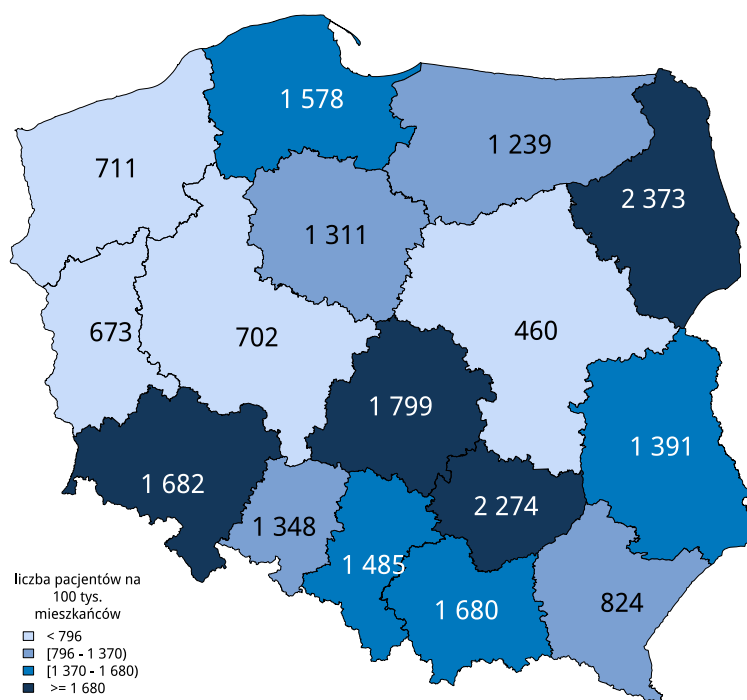 1 578
1 239
711
2 373
1 311
673
702
460
1 799
1 391
1 682
2 274
1 348
1 485
824
1 680
liczba pacjentów na
100 tys.
mieszkańców
< 796
[796 - 1 370)
[1 370 - 1 680)
>= 1 680